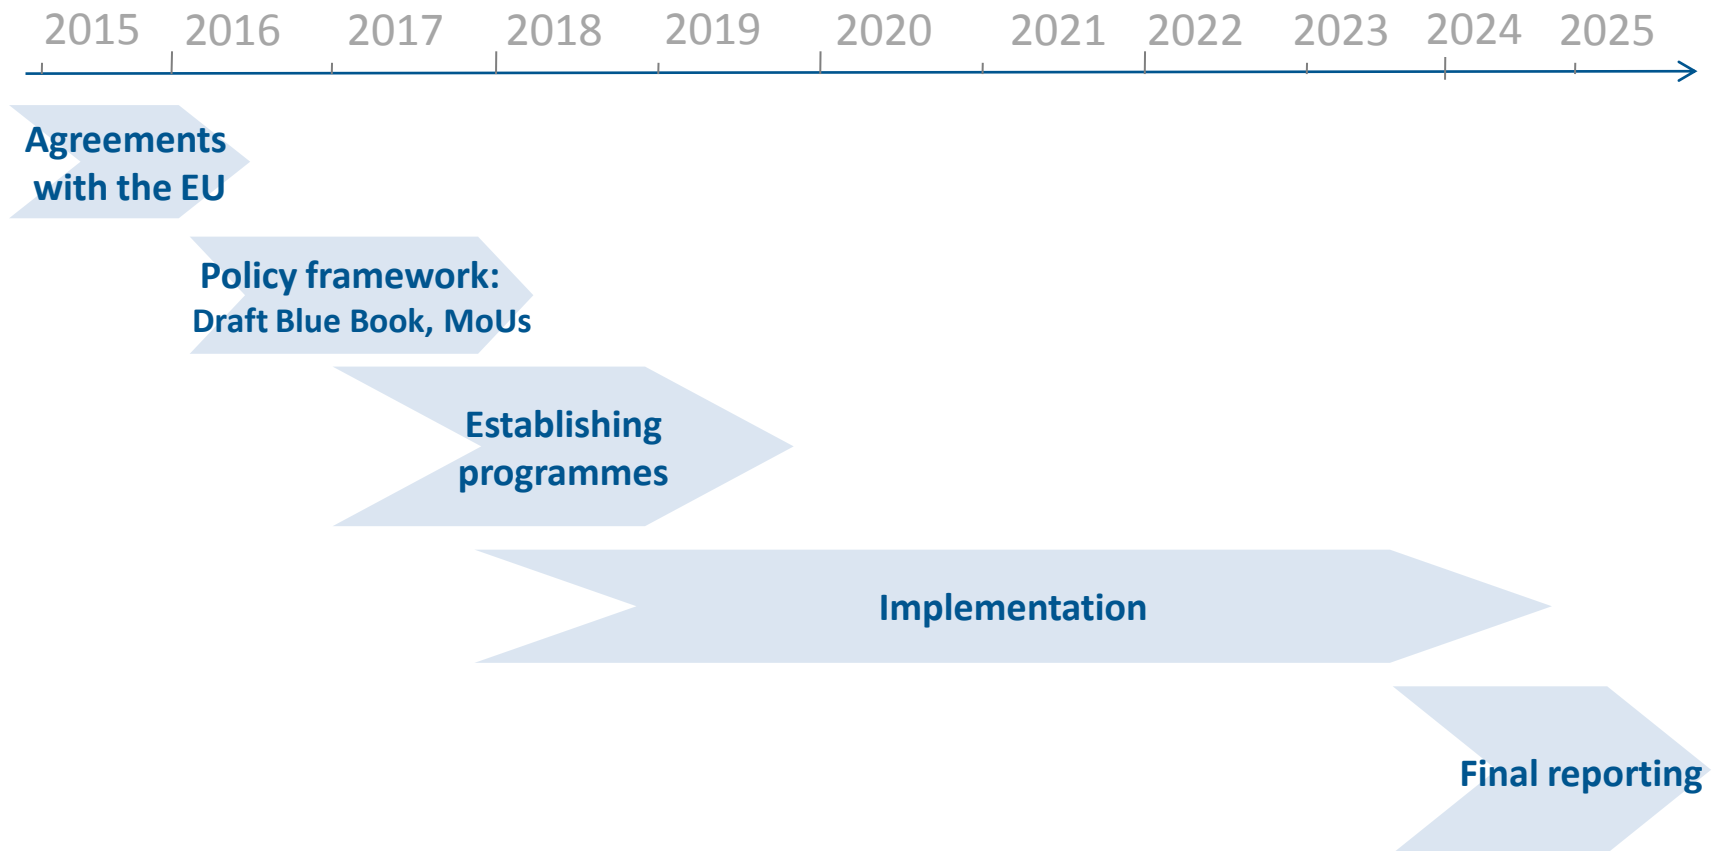 2015 2016 2017 2018 2019 2020 2021 2022 2023 2024 2025
Agreements
with the EU
Policy framework:
Draft Blue Book, MoUs
Establishing
programmes
Implementation
Final reporting